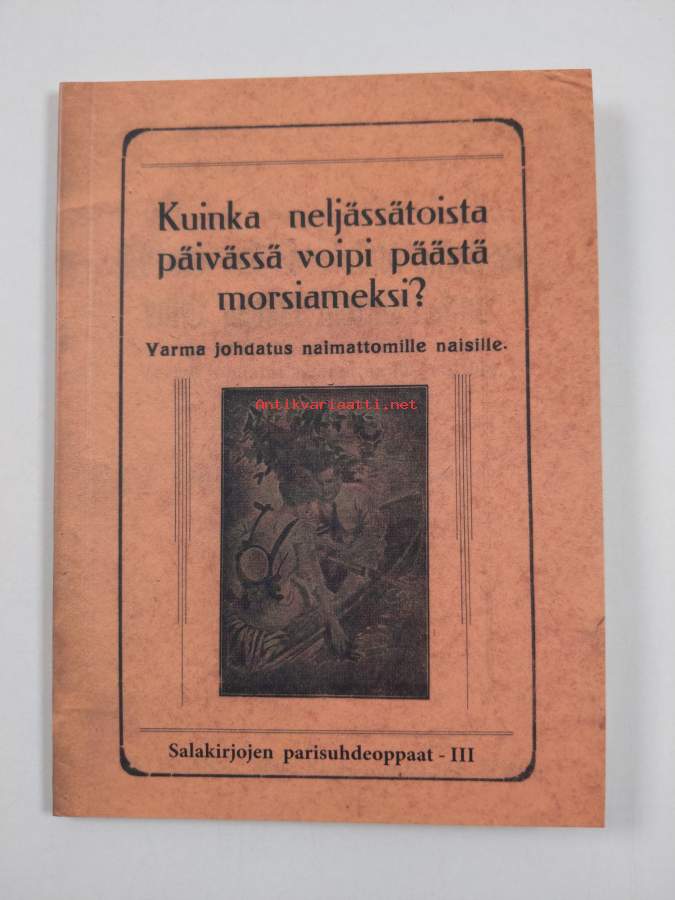 Kuinka neljässätoista
päivässä voipi päästä
morsiameksi?
Varma johdatus naimattomille naisille.
Antikvariaatti.net
Salakirjojen parisuhdeoppaat - III